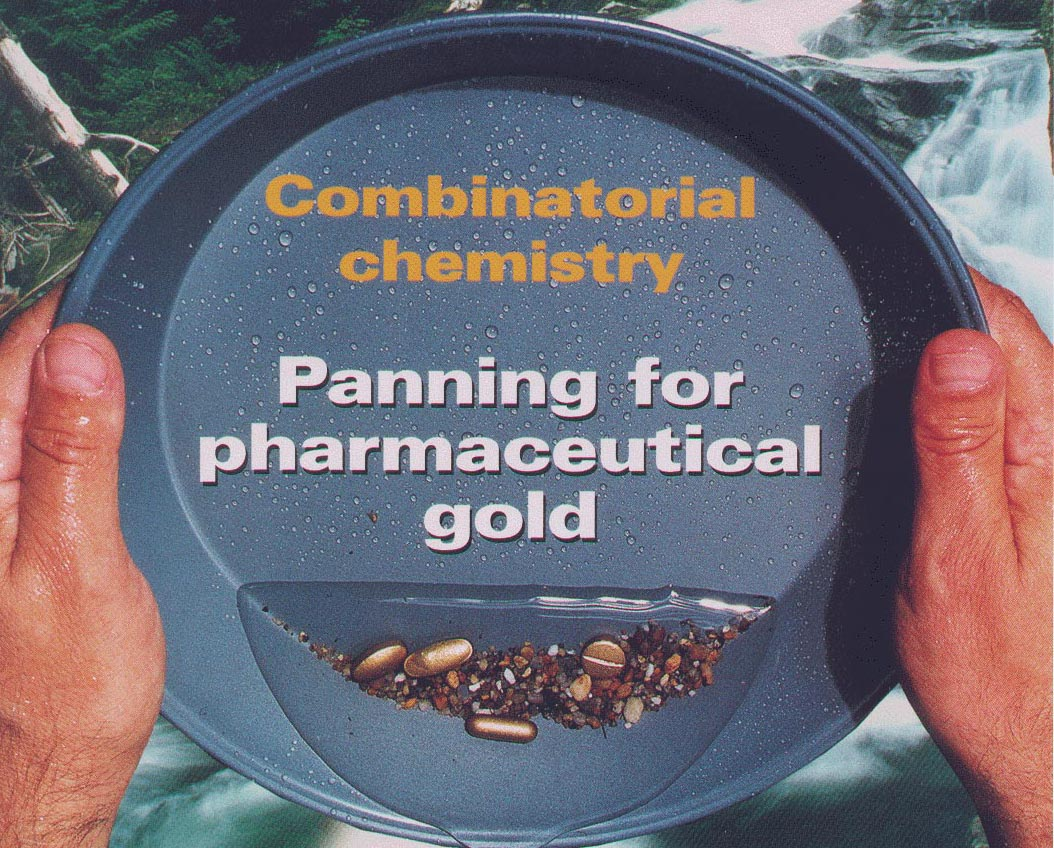 Combinatorial
chemistry
Panning for
pharmaceutical
gold